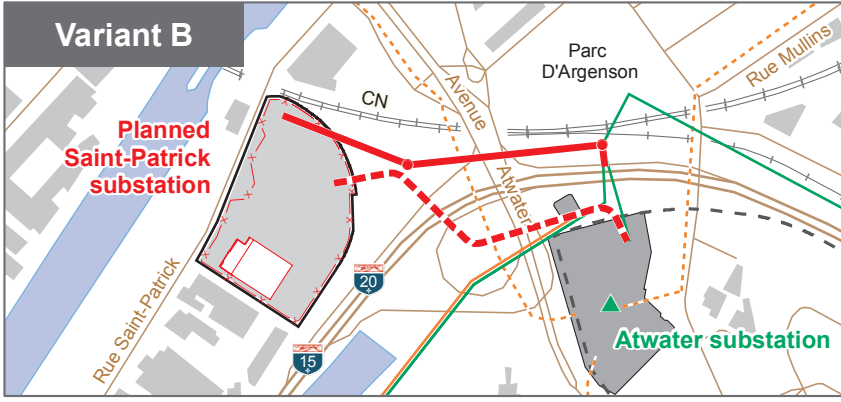 Variant B
Parc
D'Argenson
Rue Mullins
CN
Avenue
Atwater
Planned
Saint-Patrick
substation
Rue Saint-Patrick
20
15
Atwater substation